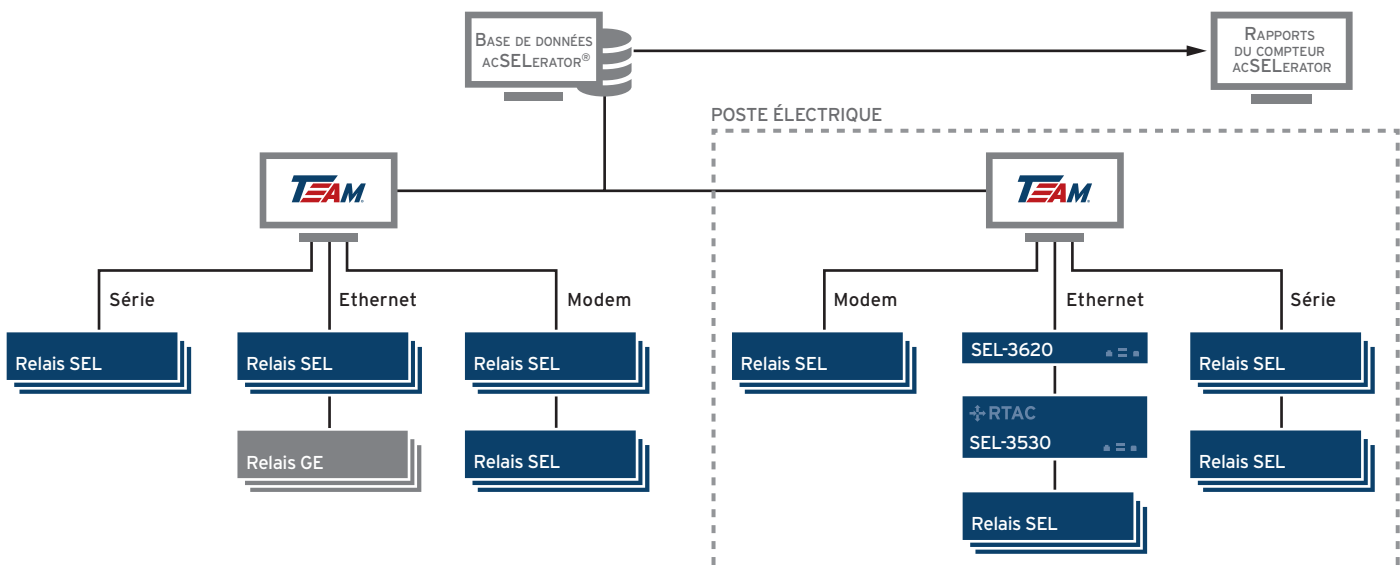 BASE DE DONNÉES
ACSELERATOR®
RAPPORTS
DU COMPTEUR
ACSELERATOR
POSTE ÉLECTRIQUE
TEAM
TEAM
Série
Ethernet
Modem
Modem
Ethernet
Série
Relais SEL
Relais SEL
Relais SEL
Relais SEL
SEL-3620
Relais SEL
RTAC
SEL-3530
Relais GE
Relais SEL
Relais SEL
Relais SEL